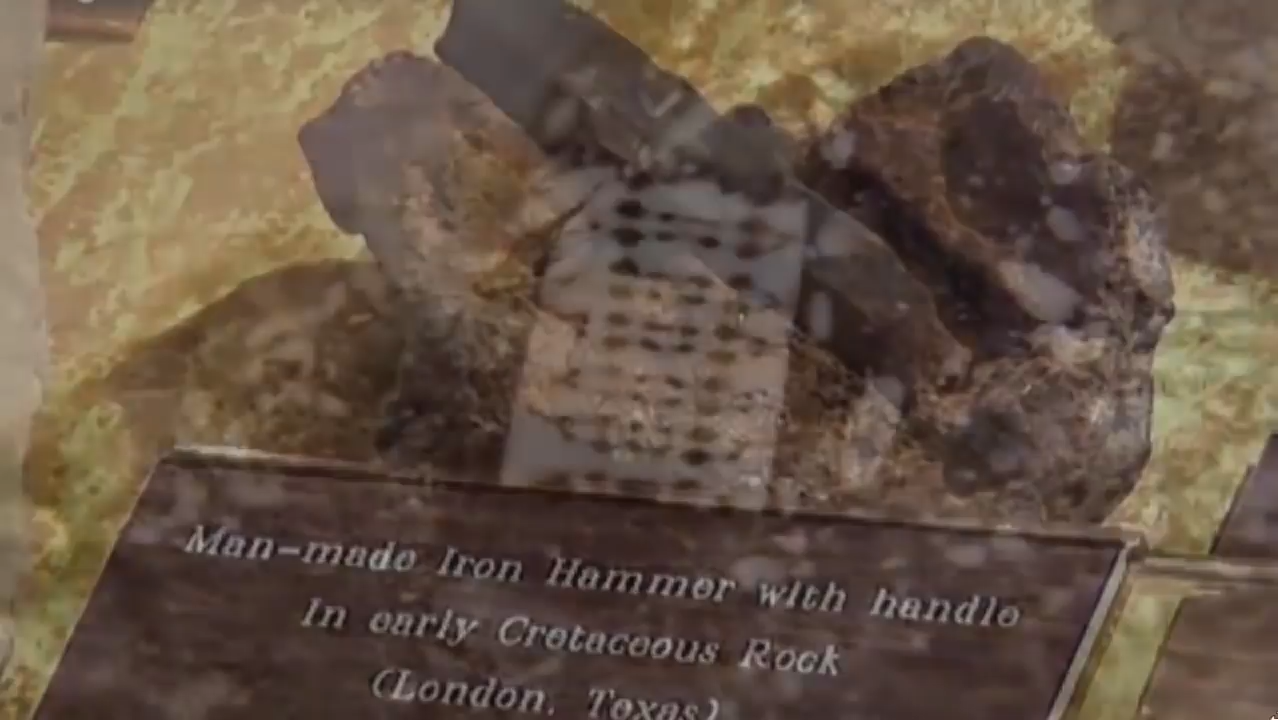 Man-made Iron Hammer with handle
In early Cretaceous Rock
(London, Texas)